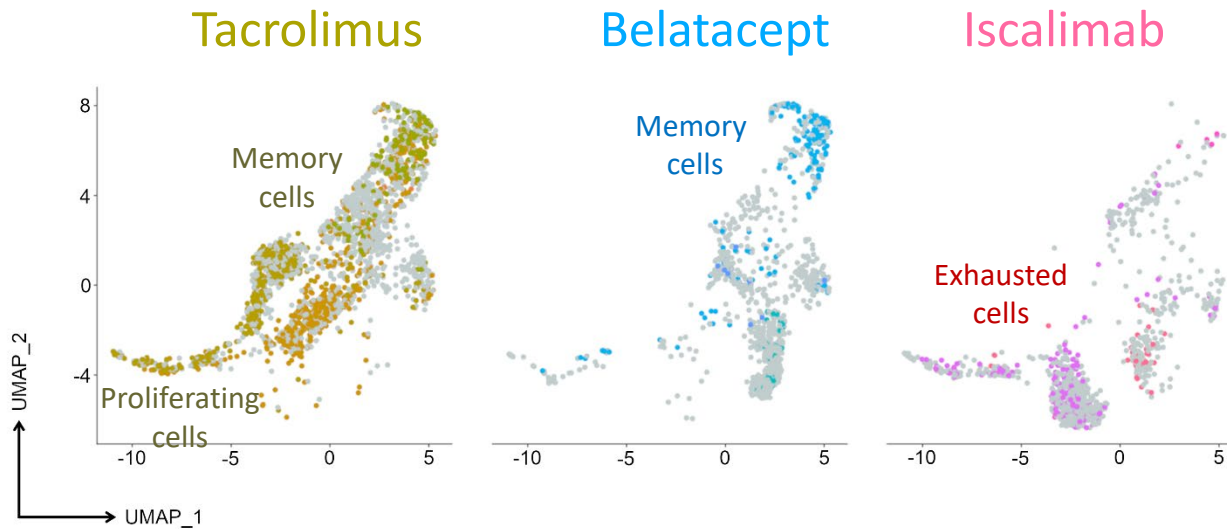 Tacrolimus
Belatacept
Iscalimab
Memory
cells
Proliferating
cells
Memory
cells
Exhausted
cells
8
4
0
-4
-10
-5
0
5
-10
-5
0
5
-10
-5
0
5
UMAP_2
UMAP_1